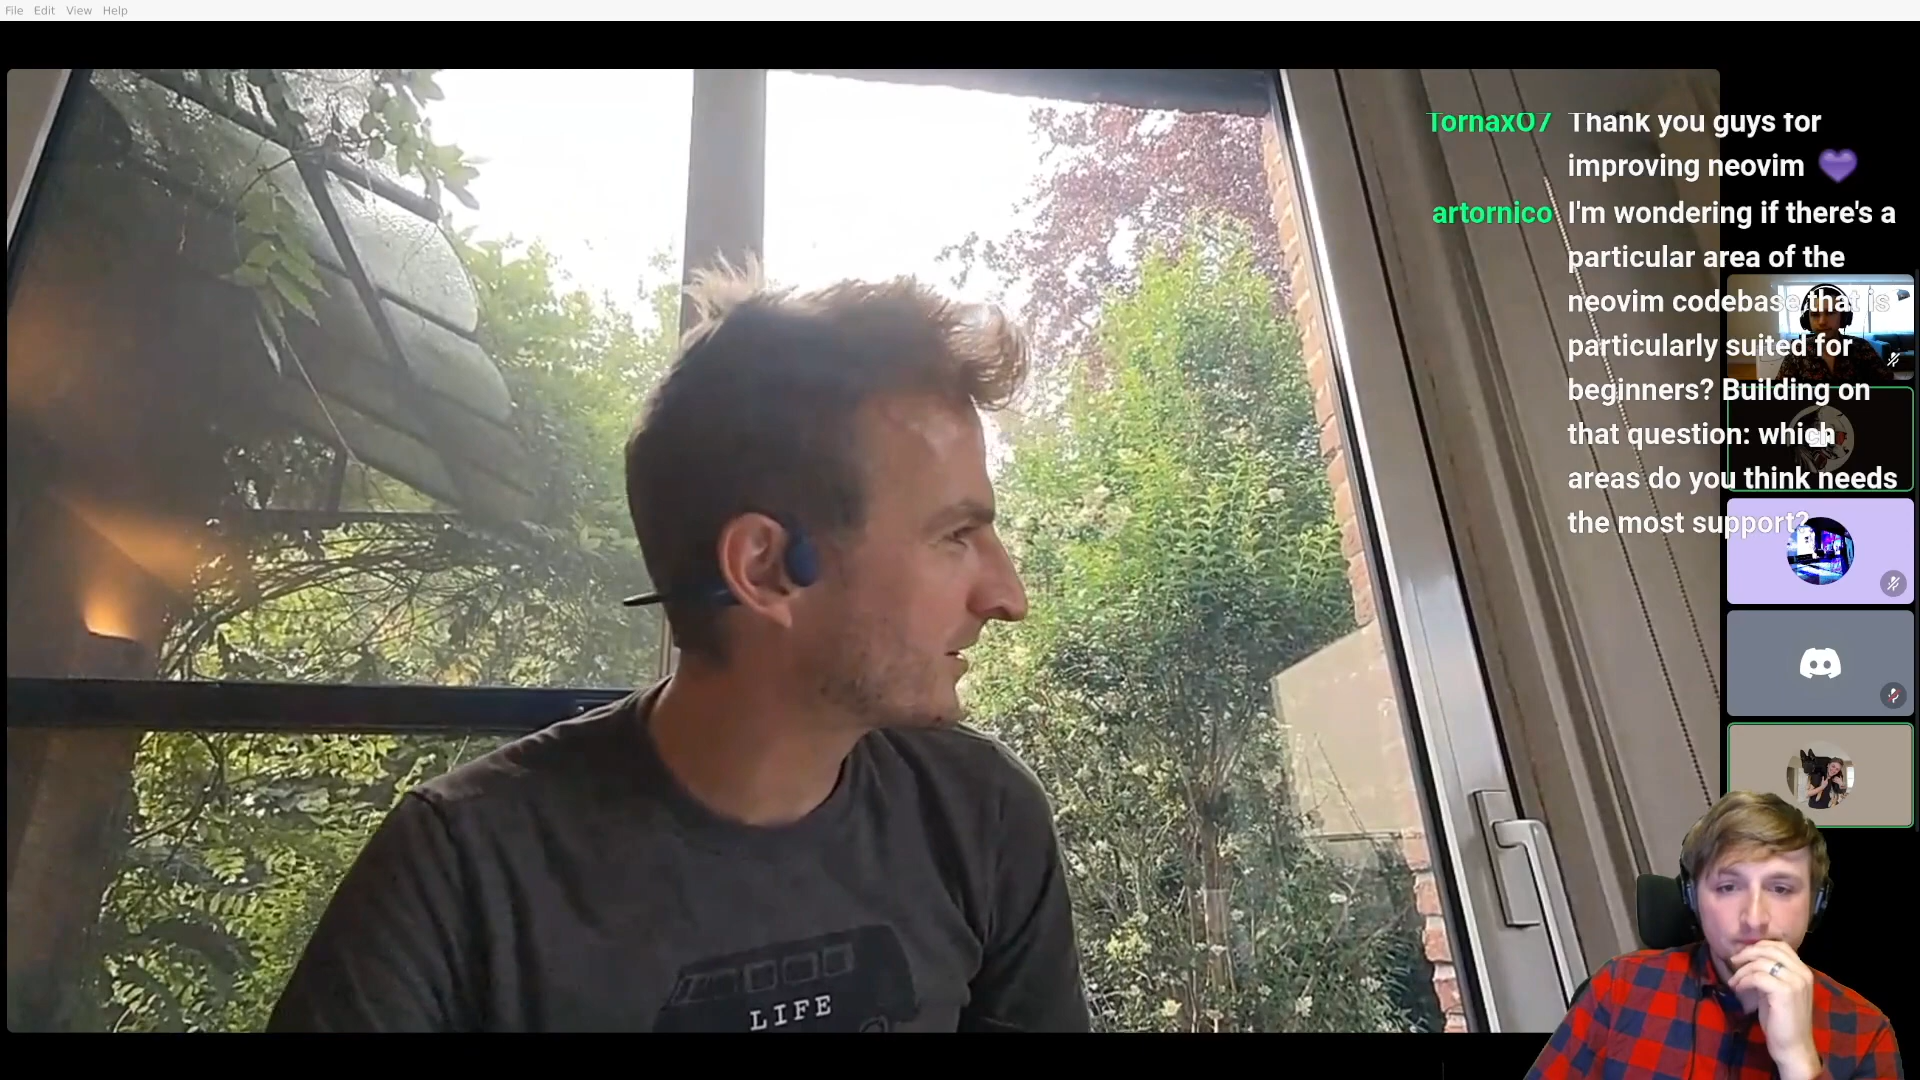 File Edit View Help
TornaxO7 Thank you guys for
improving neovim 💜
artornico I'm wondering if there's a
particular area of the
neovim codebase that is
particularly suited for
beginners? Building on
that question: which
areas do you think needs
the most support?
LIFE